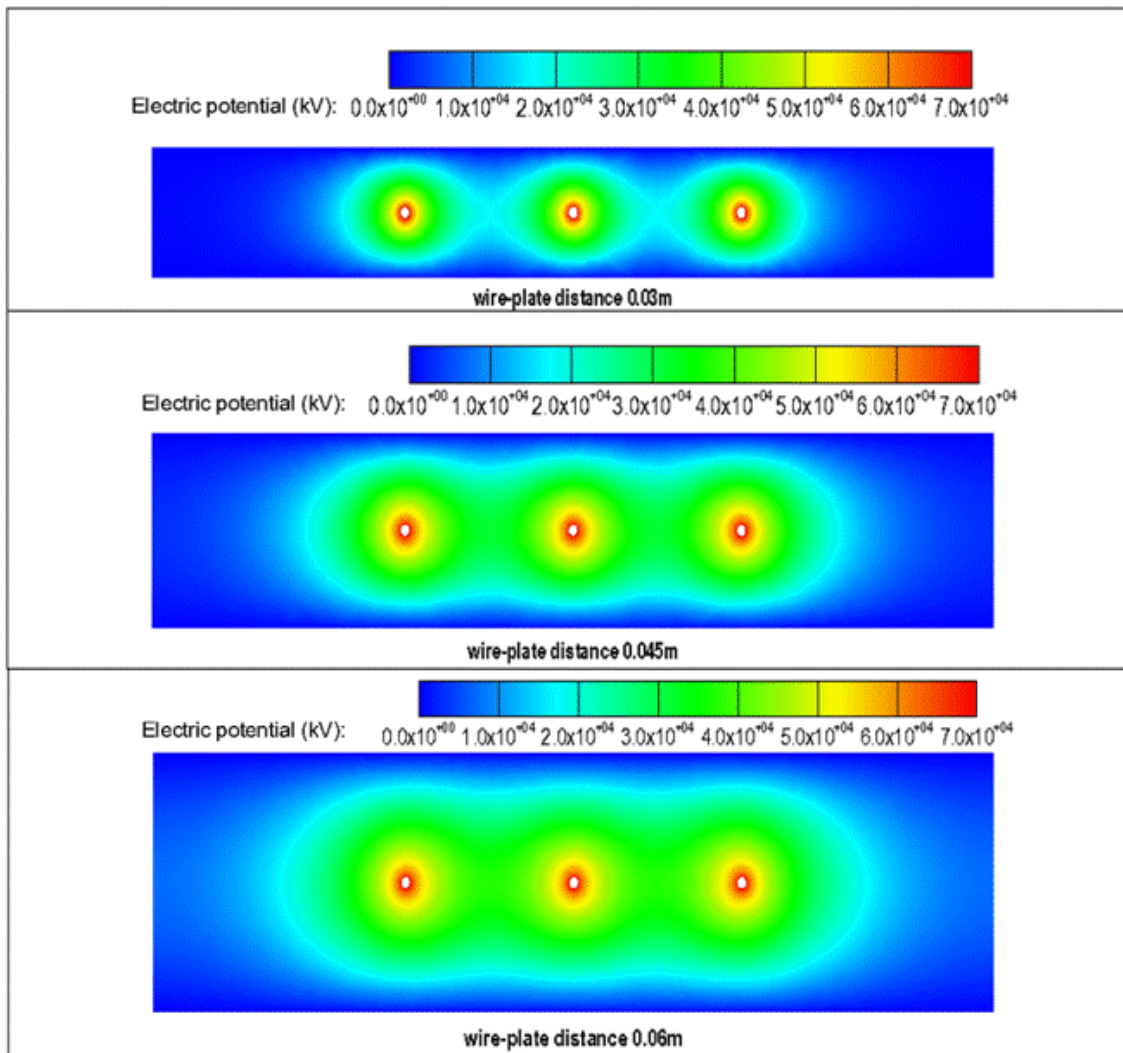 Electric potential (kV): 0.0x10⁺⁰⁰ 1.0x10⁺⁰⁴ 2.0x10⁺⁰⁴ 3.0x10⁺⁰⁴ 4.0x10⁺⁰⁴ 5.0x10⁺⁰⁴ 6.0x10⁺⁰⁴ 7.0x10⁺⁰⁴
wire-plate distance 0.03m
Electric potential (kV): 0.0x10⁺⁰⁰ 1.0x10⁺⁰⁴ 2.0x10⁺⁰⁴ 3.0x10⁺⁰⁴ 4.0x10⁺⁰⁴ 5.0x10⁺⁰⁴ 6.0x10⁺⁰⁴ 7.0x10⁺⁰⁴
wire-plate distance 0.045m
Electric potential (kV): 0.0x10⁺⁰⁰ 1.0x10⁺⁰⁴ 2.0x10⁺⁰⁴ 3.0x10⁺⁰⁴ 4.0x10⁺⁰⁴ 5.0x10⁺⁰⁴ 6.0x10⁺⁰⁴ 7.0x10⁺⁰⁴
wire-plate distance 0.06m